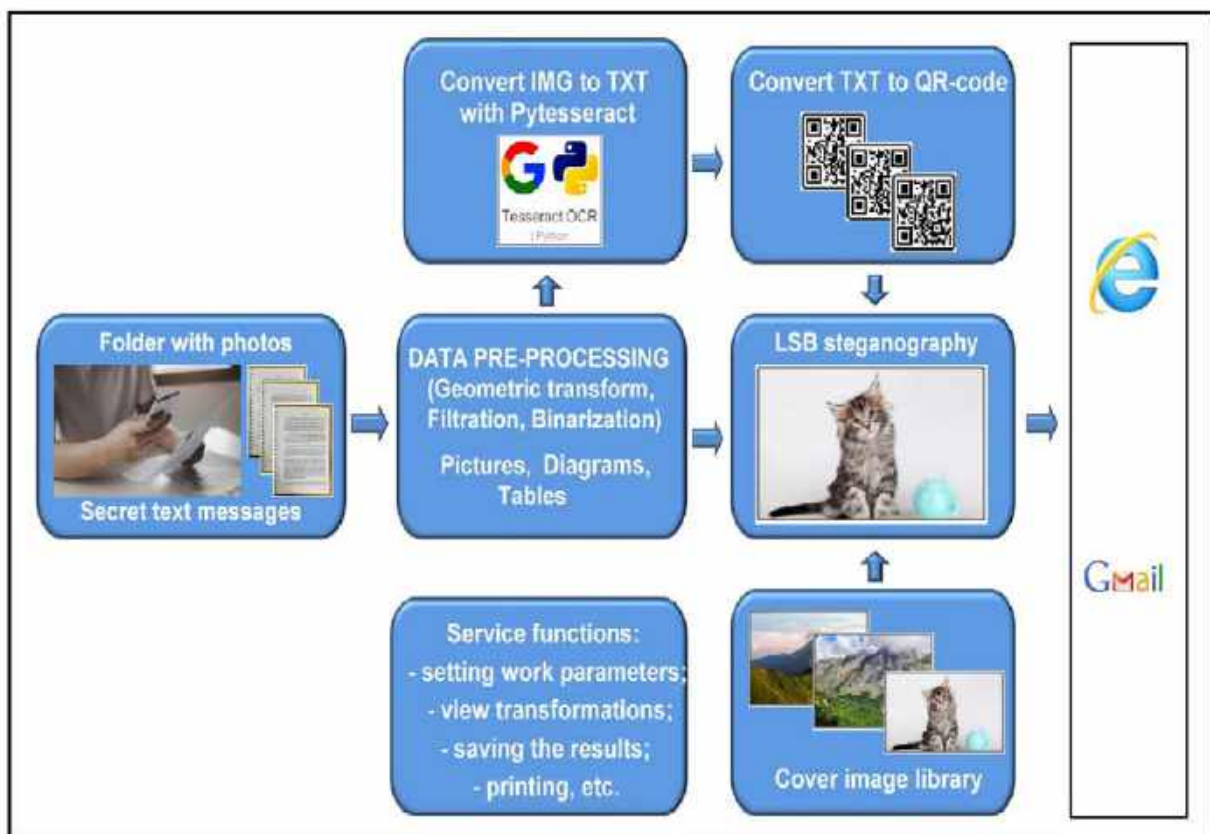 Convert IMG to TXT
with Pytesseract
Tesseract OCR
| Python
Convert TXT to QR-code
Folder with photos
Secret text messages
DATA PRE-PROCESSING
(Geometric transform,
Filtration, Binarization)
Pictures, Diagrams,
Tables
LSB steganography
Service functions:
- setting work parameters;
- view transformations;
- saving the results;
- printing, etc.
Cover image library
Gmail